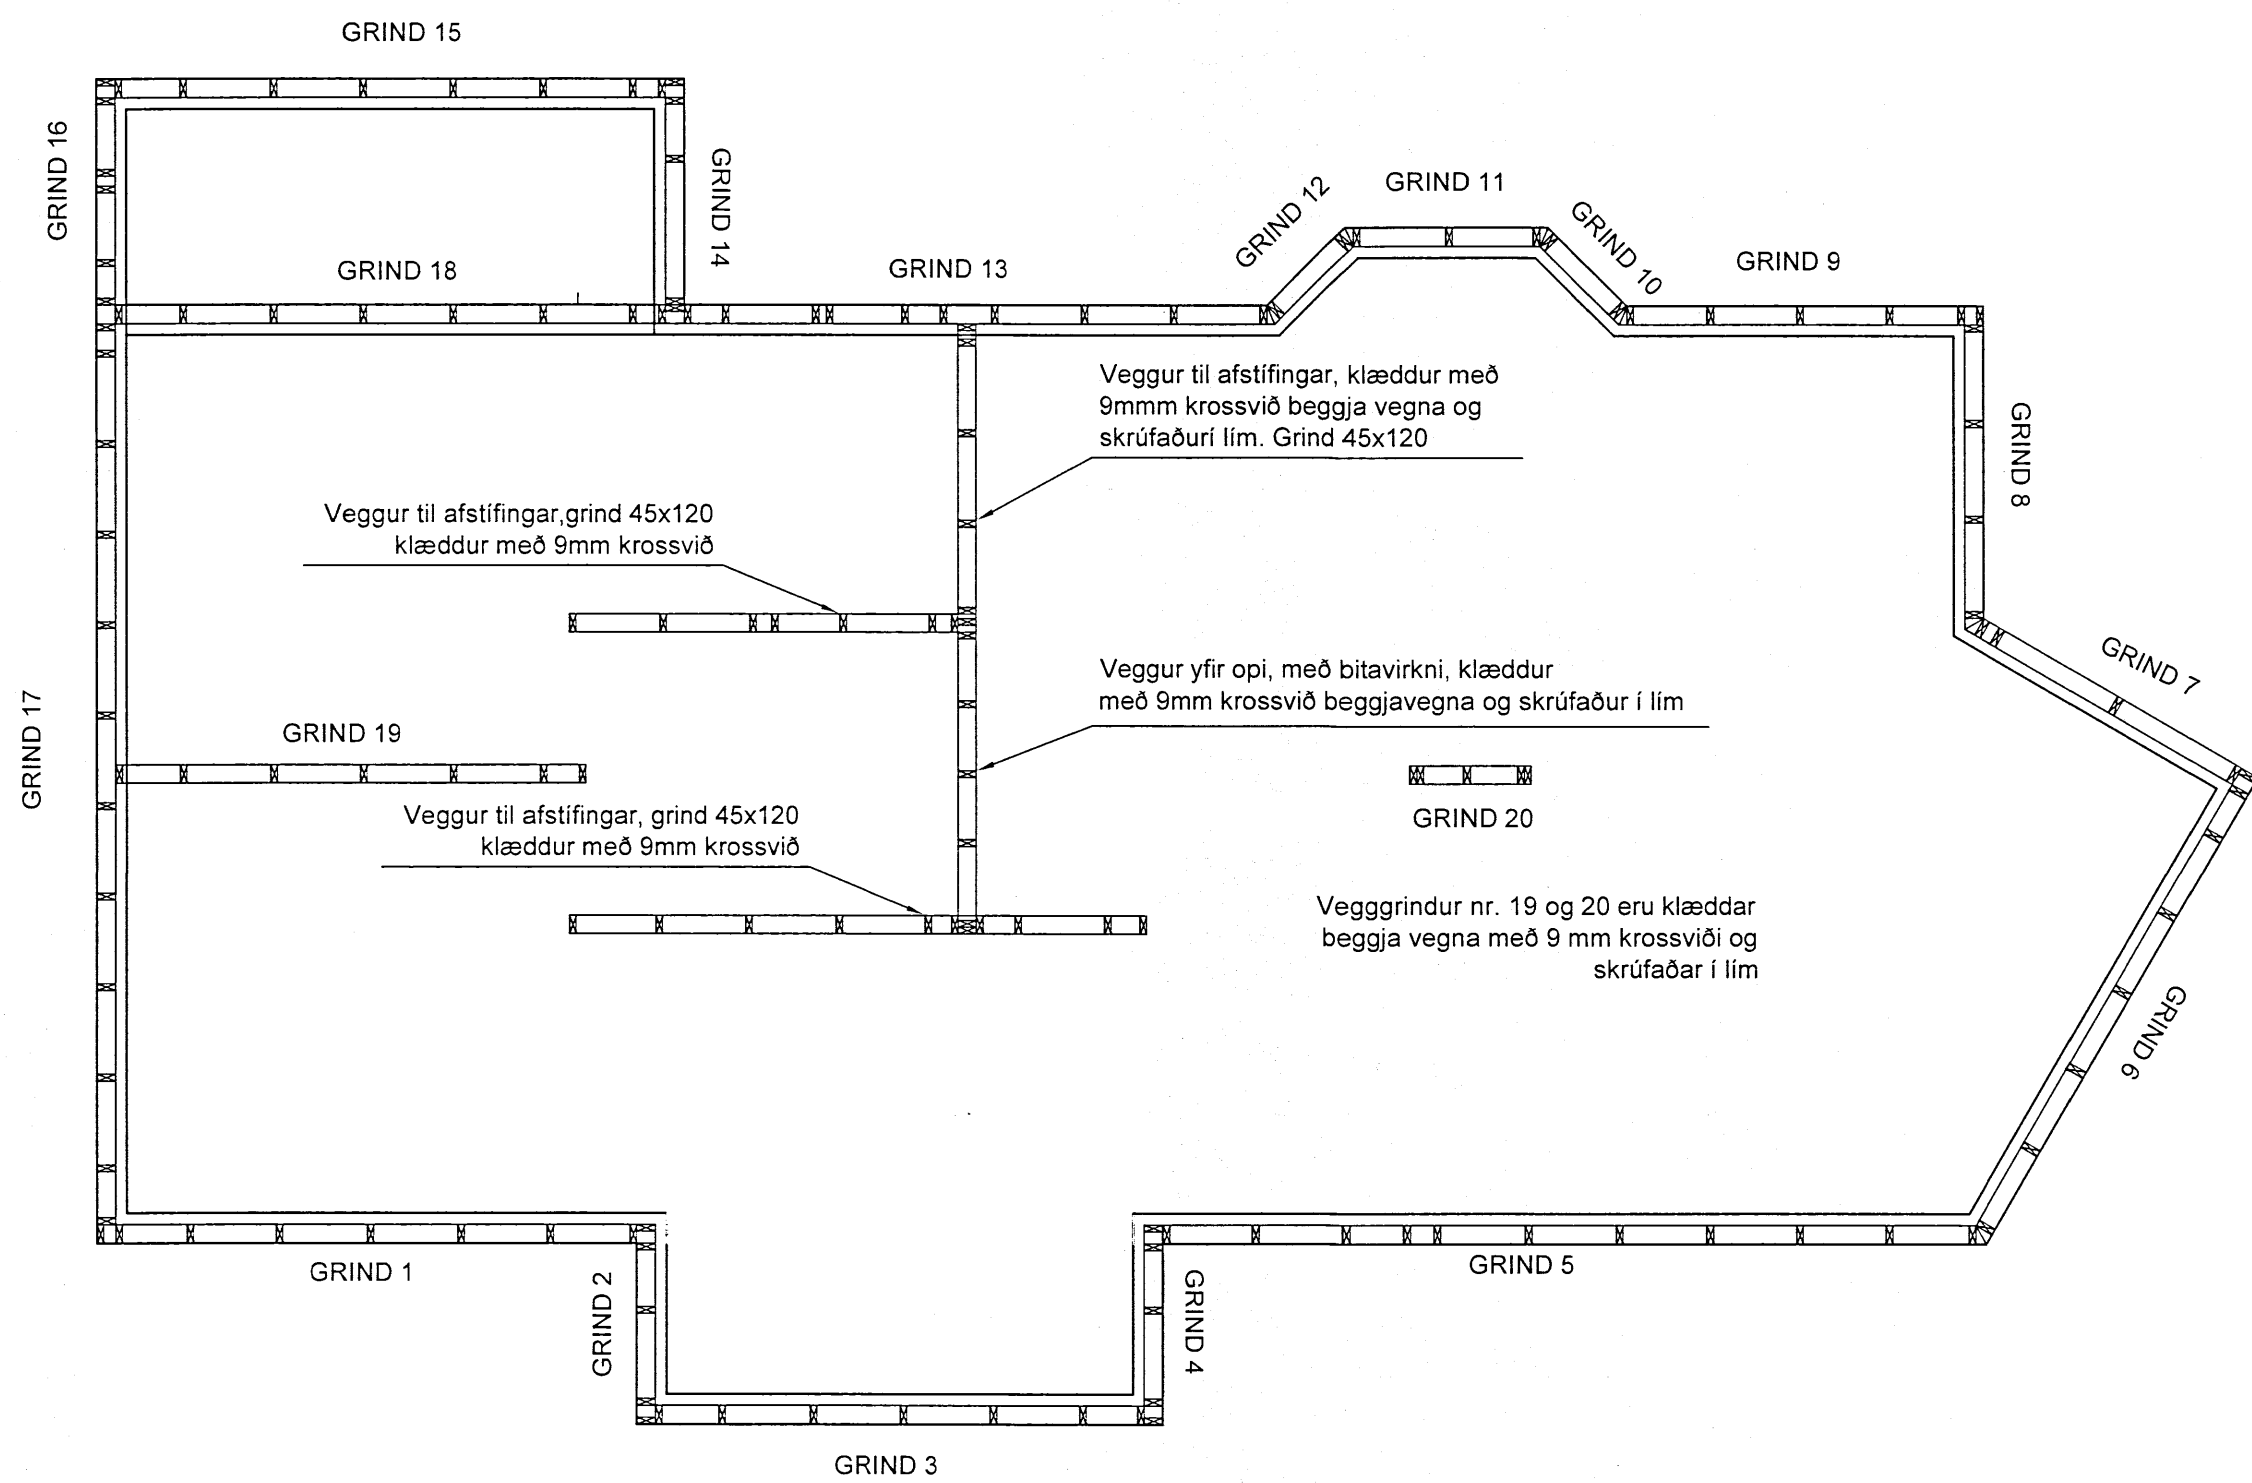 GRIND 15
GRIND 16
GRIND 14
GRIND 18
GRIND 13
GRIND 12
GRIND 11
GRIND 10
GRIND 9
Veggur til afstífingar, klæddur með
9mmm krossvið beggja vegna og
skrúfaðurí lím. Grind 45x120
GRIND 8
Veggur til afstífingar,grind 45x120
klæddur með 9mm krossvið
Veggur yfir opi, með bitavirkni, klæddur
með 9mm krossvið beggjavegna og skrúfaður í lím
GRIND 7
GRIND 17
GRIND 19
Veggur til afstífingar, grind 45x120
klæddur með 9mm krossvið
GRIND 20
Vegggrindur nr. 19 og 20 eru klæddar
beggja vegna með 9 mm krossviði og
skrúfaðar í lím
GRIND 6
GRIND 1
GRIND 2
GRIND 4
GRIND 5
GRIND 3